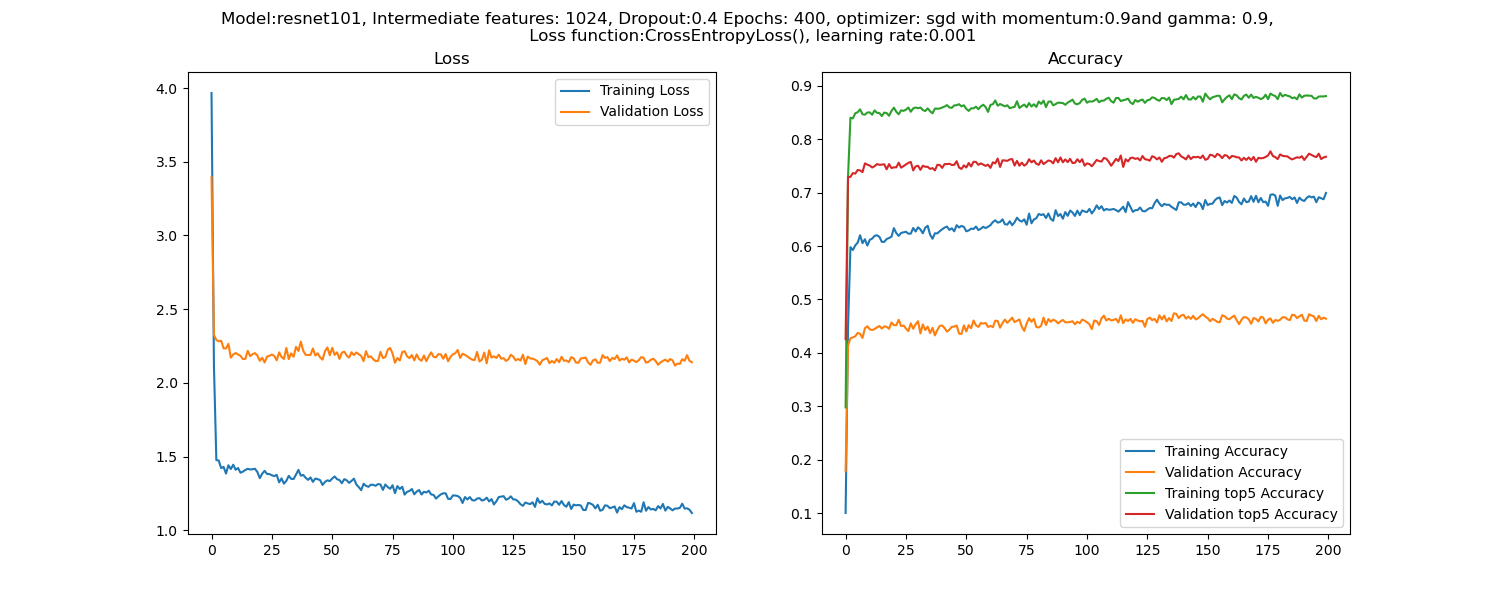 Model:resnet101, Intermediate features: 1024, Dropout:0.4 Epochs: 400, optimizer: sgd with momentum:0.9and gamma: 0.9,
Loss function:CrossEntropyLoss(), learning rate:0.001
Loss
4.0
3.5
3.0
2.5
2.0
1.5
1.0
0 25 50 75 100 125 150 175 200
Training Loss
Validation Loss
Accuracy
0.9
0.8
0.7
0.6
0.5
0.4
0.3
0.2
0.1
0 25 50 75 100 125 150 175 200
Training Accuracy
Validation Accuracy
Training top5 Accuracy
Validation top5 Accuracy